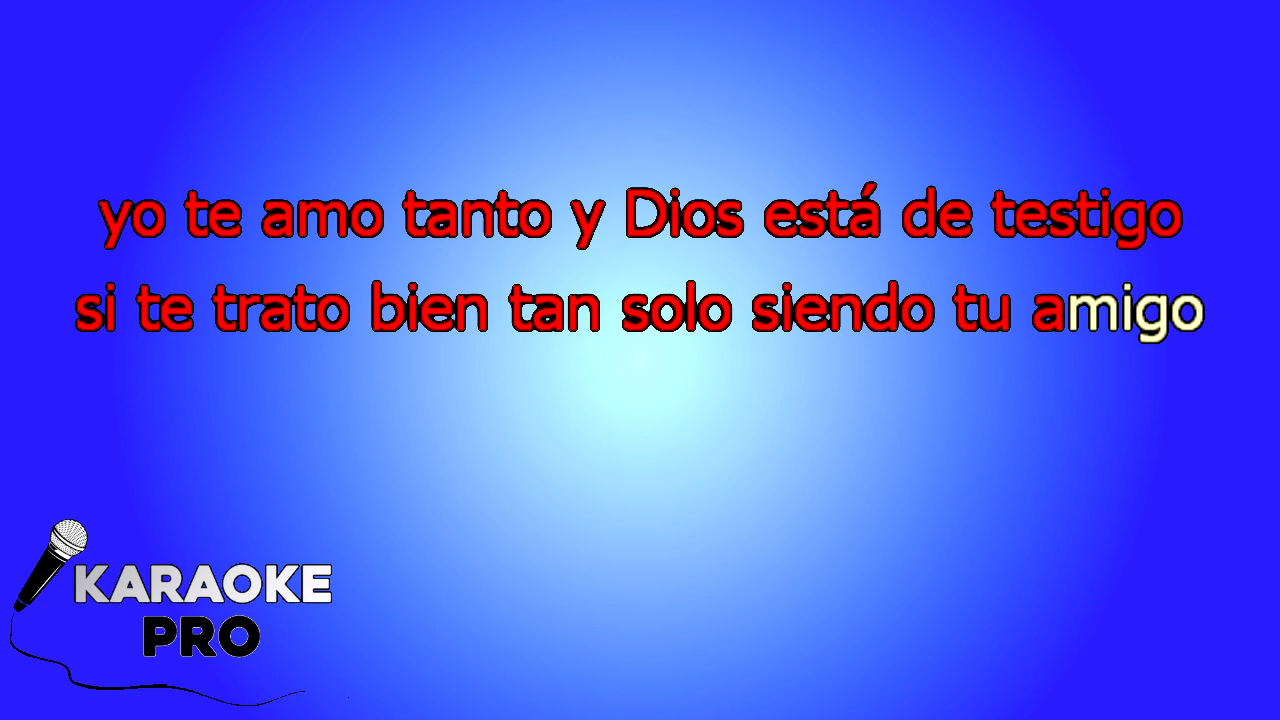 yo te amo tanto y Dios está de testigo
si te trato bien tan solo siendo tu amigo
KARAOKE
PRO